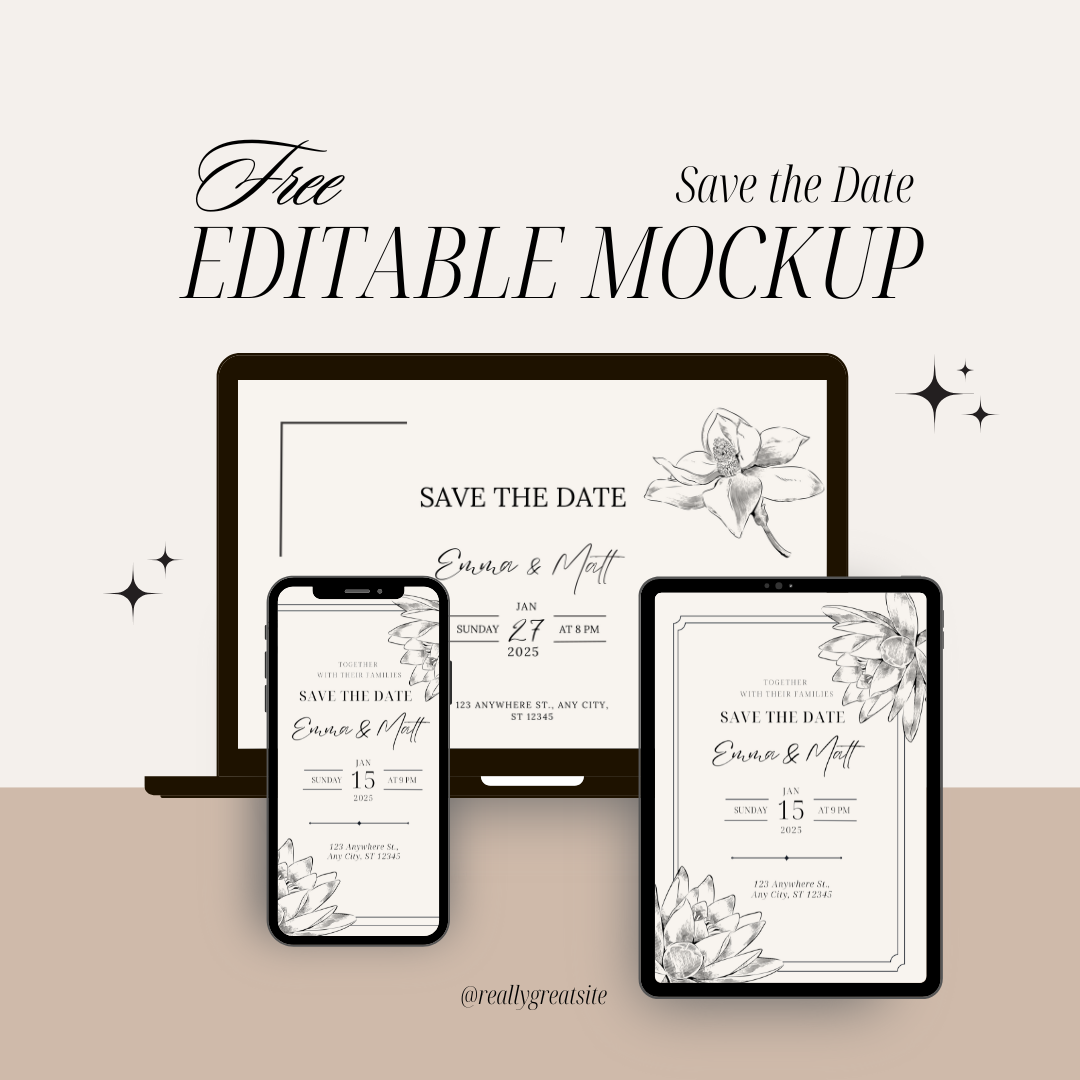 Free
Save the Date
EDITABLE MOCKUP
SAVE THE DATE
Emma & Matt
JAN
SUNDAY 27 AT 8 PM
2025
123 ANYWHERE ST., ANY CITY,
ST 12345
TOGETHER
WITH THEIR FAMILIES
SAVE THE DATE
Emma & Matt
JAN
SUNDAY 15 AT 9 PM
2025
123 Anywhere St.,
Any City, ST 12345
TOGETHER
WITH THEIR FAMILIES
SAVE THE DATE
Emma & Matt
JAN
SUNDAY 15 AT 9 PM
2025
123 Anywhere St.,
Any City, ST 12345
@reallygreatsite